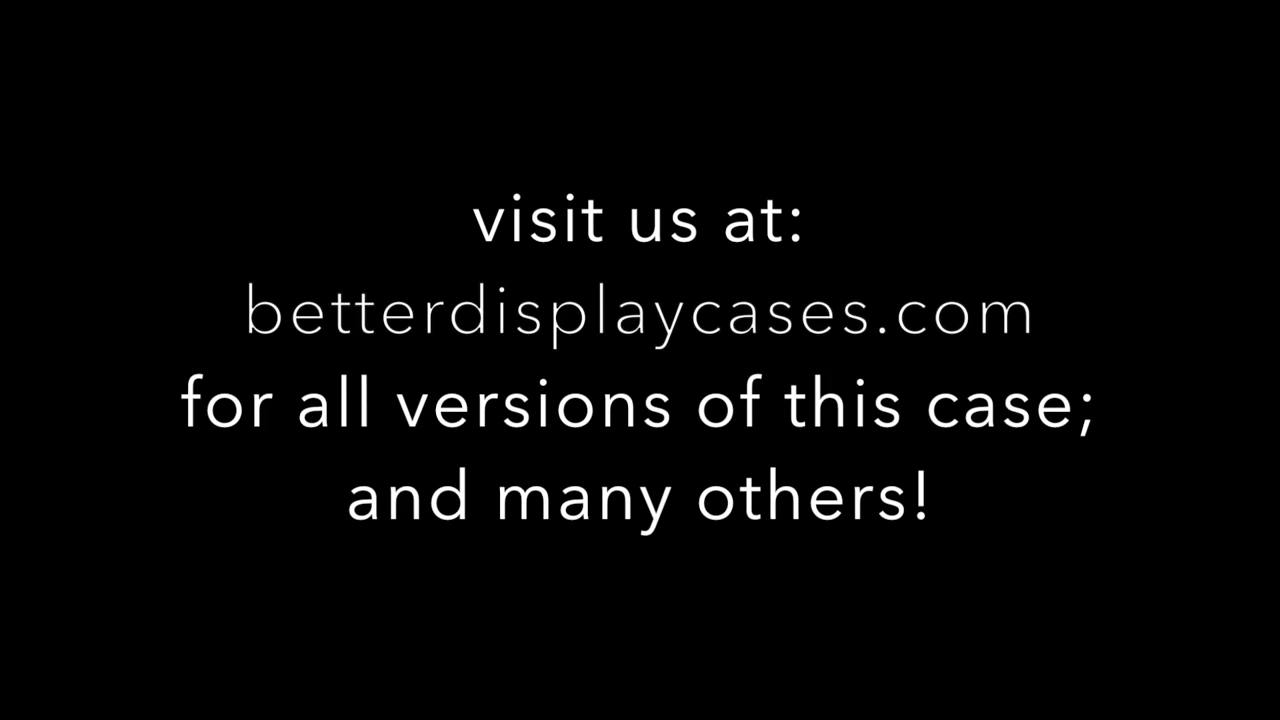 visit us at:
betterdisplaycases.com
for all versions of this case;
and many others!